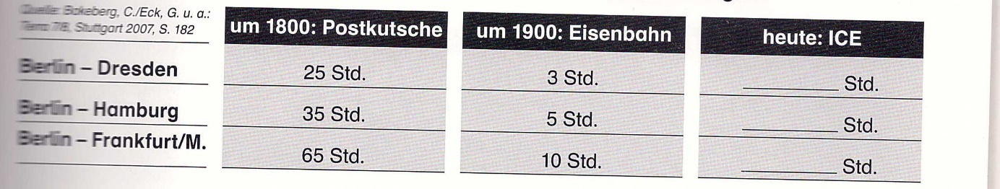 Quelle: Bakeberg, C./Eck, G. u. a.:
Terra 7/8, Stuttgart 2007, S. 182
um 1800: Postkutsche um 1900: Eisenbahn heute: ICE
Berlin – Dresden 25 Std. 3 Std. ________ Std.
Berlin – Hamburg 35 Std. 5 Std. ________ Std.
Berlin – Frankfurt/M. 65 Std. 10 Std. ________ Std.